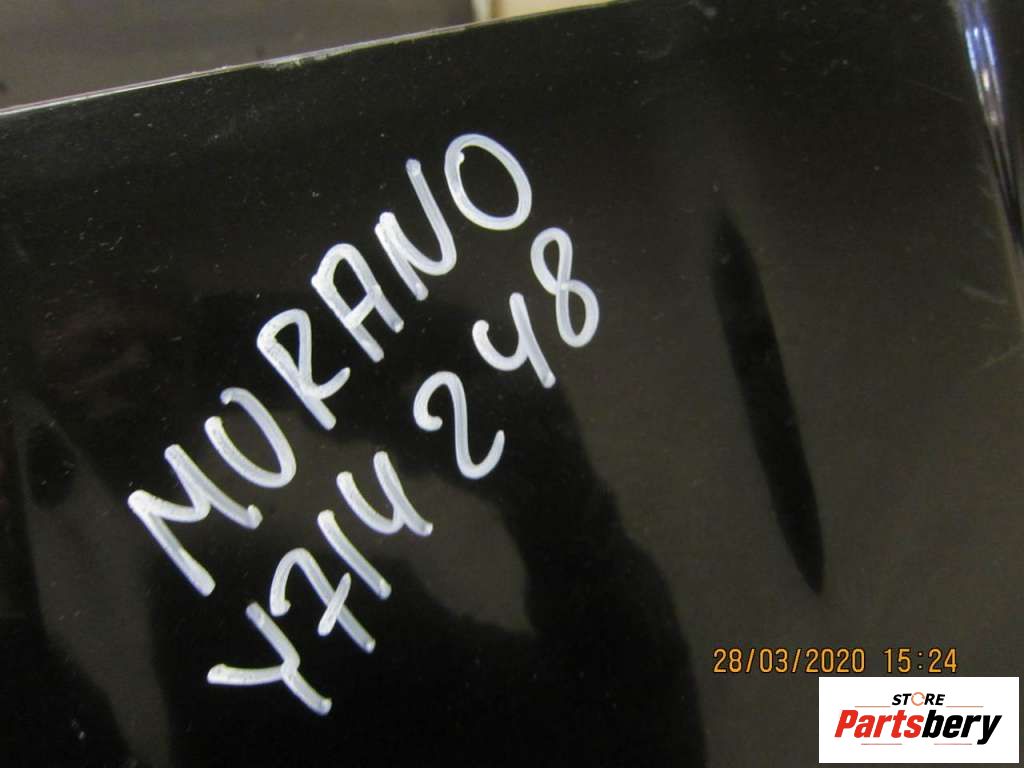 MURANO
Y714 248
28/03/2020 15:24
STORE
Partsbery